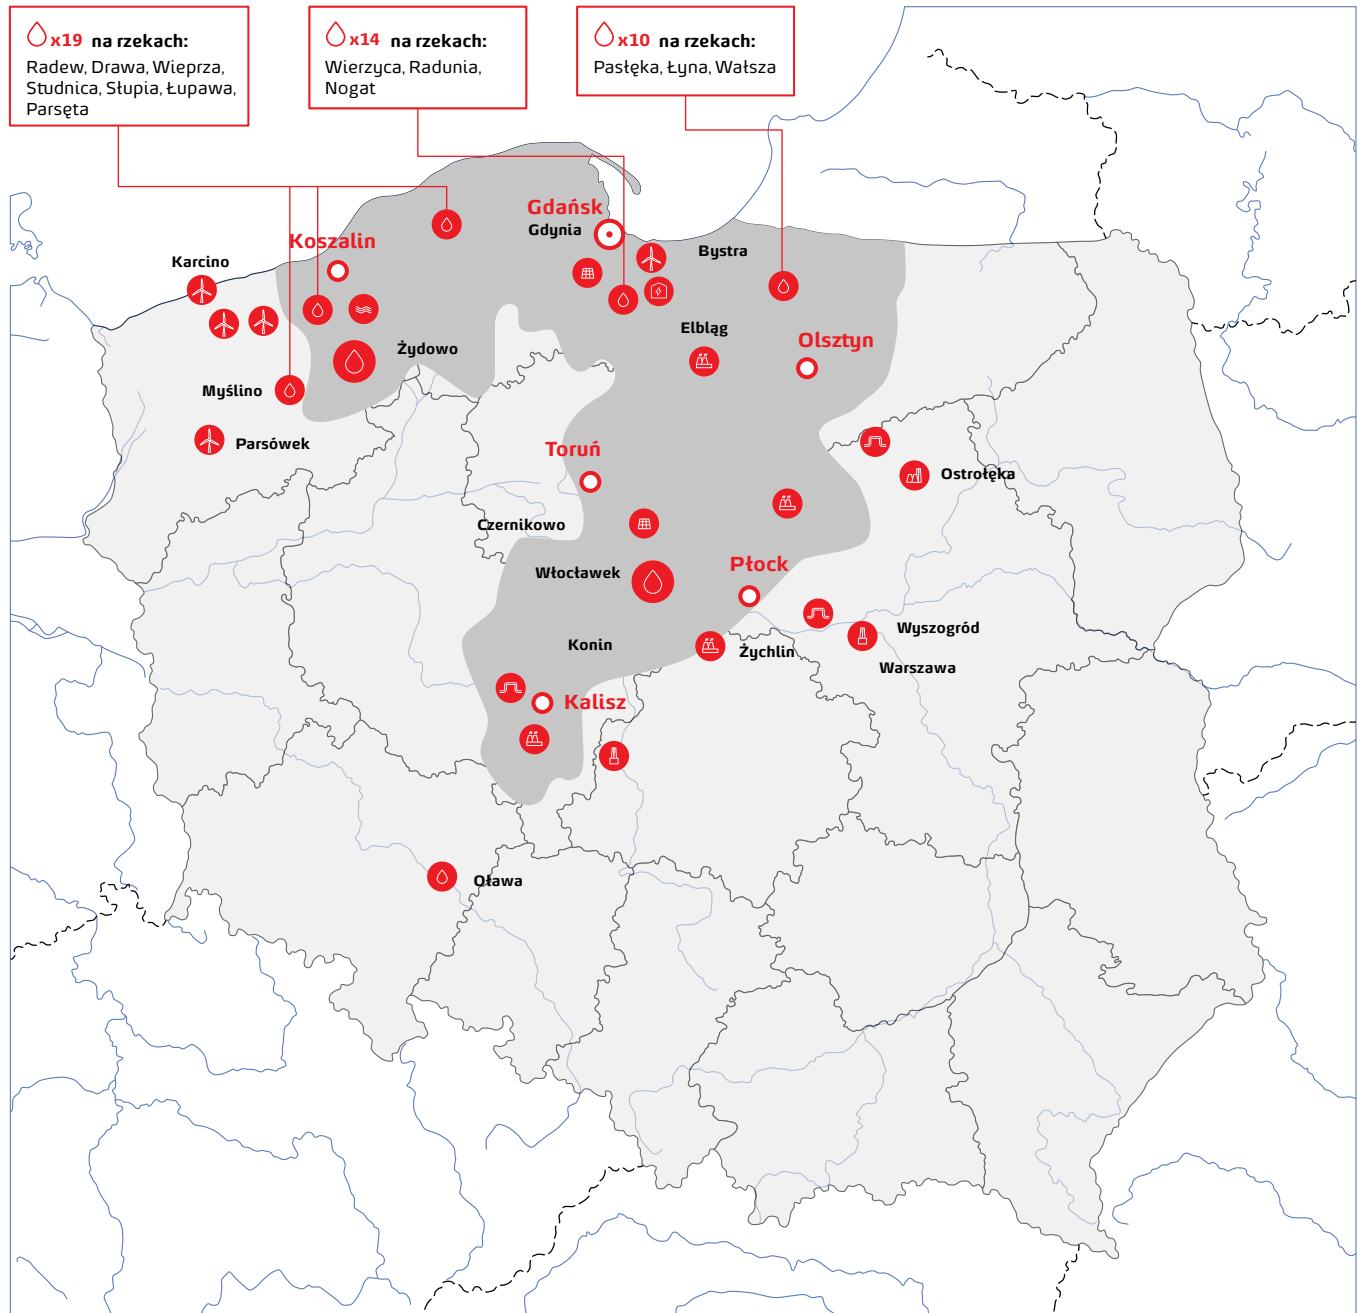 x19 na rzekach:
Radew, Drawa, Wieprza,
Studnica, Słupia, Łupawa,
Parsęta
x14 na rzekach:
Wierzyca, Radunia,
Nogat
x10 na rzekach:
Pasłęka, Łyna, Wałsza
Gdańsk
Gdynia
Koszalin
Bystra
Karcino
Elbląg
Olsztyn
Żydowo
Myślino
Parsówek
Toruń
Ostrołęka
Czernikowo
Włocławek
Płock
Wyszogród
Konin
Żychlin
Warszawa
Kalisz
Oława